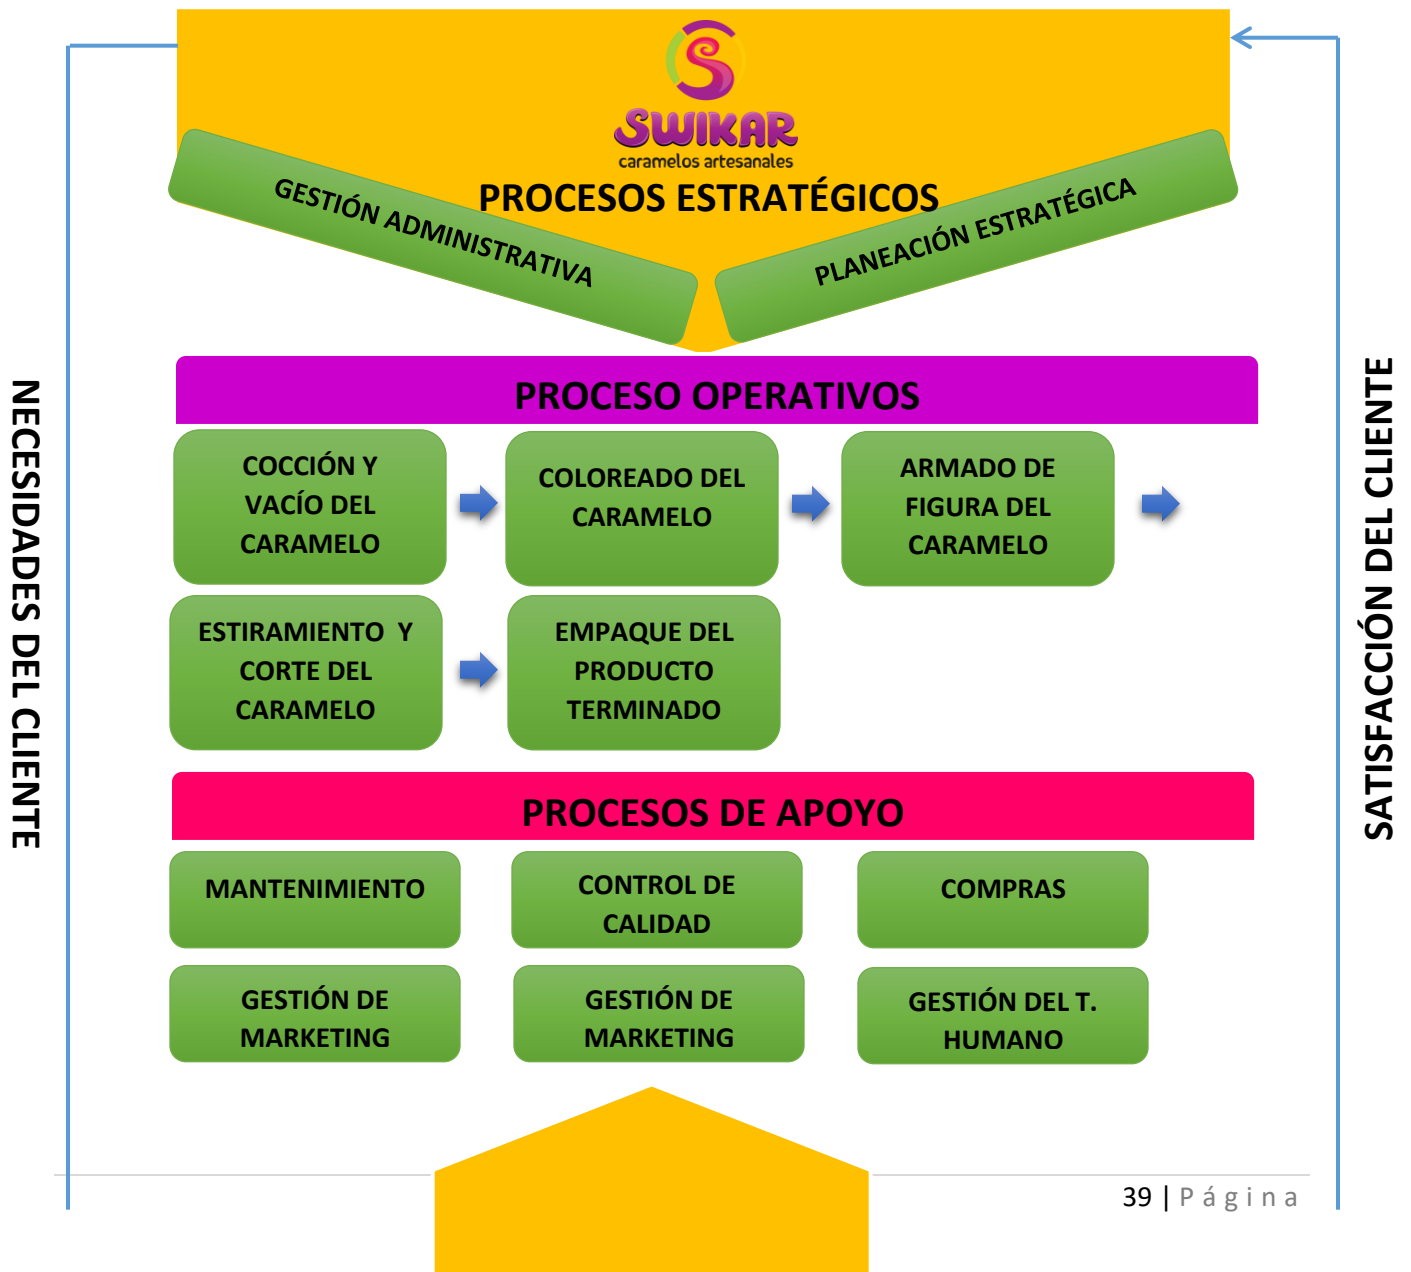 SWIKAR
caramelos artesanales
PROCESOS ESTRATÉGICOS
GESTIÓN ADMINISTRATIVA
PLANEACIÓN ESTRATÉGICA
NECESIDADES DEL CLIENTE
SATISFACCIÓN DEL CLIENTE
PROCESO OPERATIVOS
COCCIÓN Y
VACÍO DEL
CARAMELO
COLOREADO DEL
CARAMELO
ARMADO DE
FIGURA DEL
CARAMELO
ESTIRAMIENTO Y
CORTE DEL
CARAMELO
EMPAQUE DEL
PRODUCTO
TERMINADO
PROCESOS DE APOYO
MANTENIMIENTO
CONTROL DE
CALIDAD
COMPRAS
GESTIÓN DE
MARKETING
GESTIÓN DE
MARKETING
GESTIÓN DEL T.
HUMANO
39 | Página